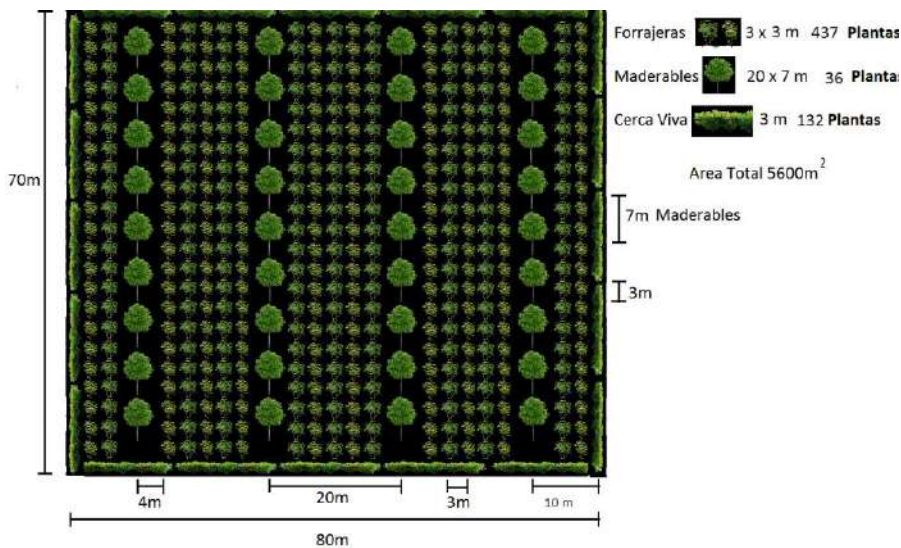 Forrajeras 3 x 3 m 437 Plantas
Maderables 20 x 7 m 36 Plantas
Cerca Viva 3 m 132 Plantas
Area Total 5600m²
70m
7m Maderables
3m
4m
20m
3m
10 m
80m